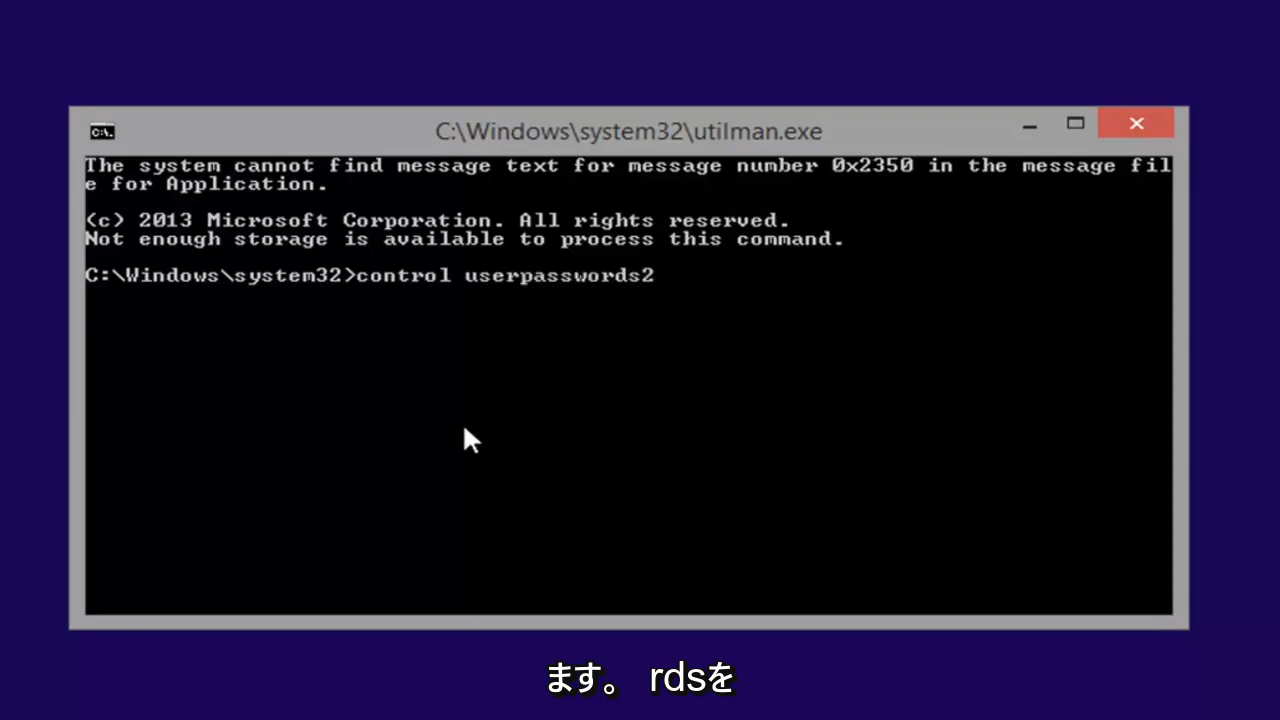 C:\Windows\system32\utilman.exe
The system cannot find message text for message number 0x2350 in the message fil
e for Application.
(c) 2013 Microsoft Corporation. All rights reserved.
Not enough storage is available to process this command.
C:\Windows\system32>control userpasswords2
ます。 rdsを